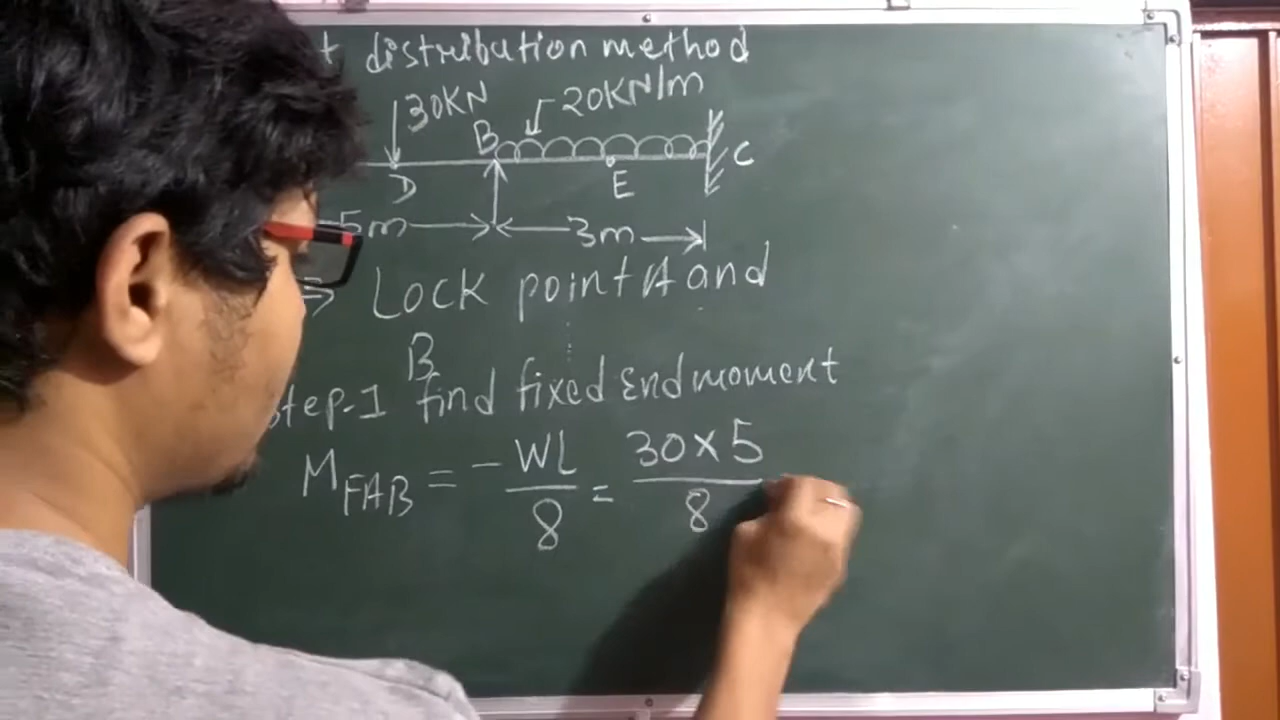 t distribution method
30KN
20KN/m
B
D
E
C
5m
3m
⇒ Lock point A and
B
Step-1 find fixed End moment
MFAB = - WL/8 = 30×5/8